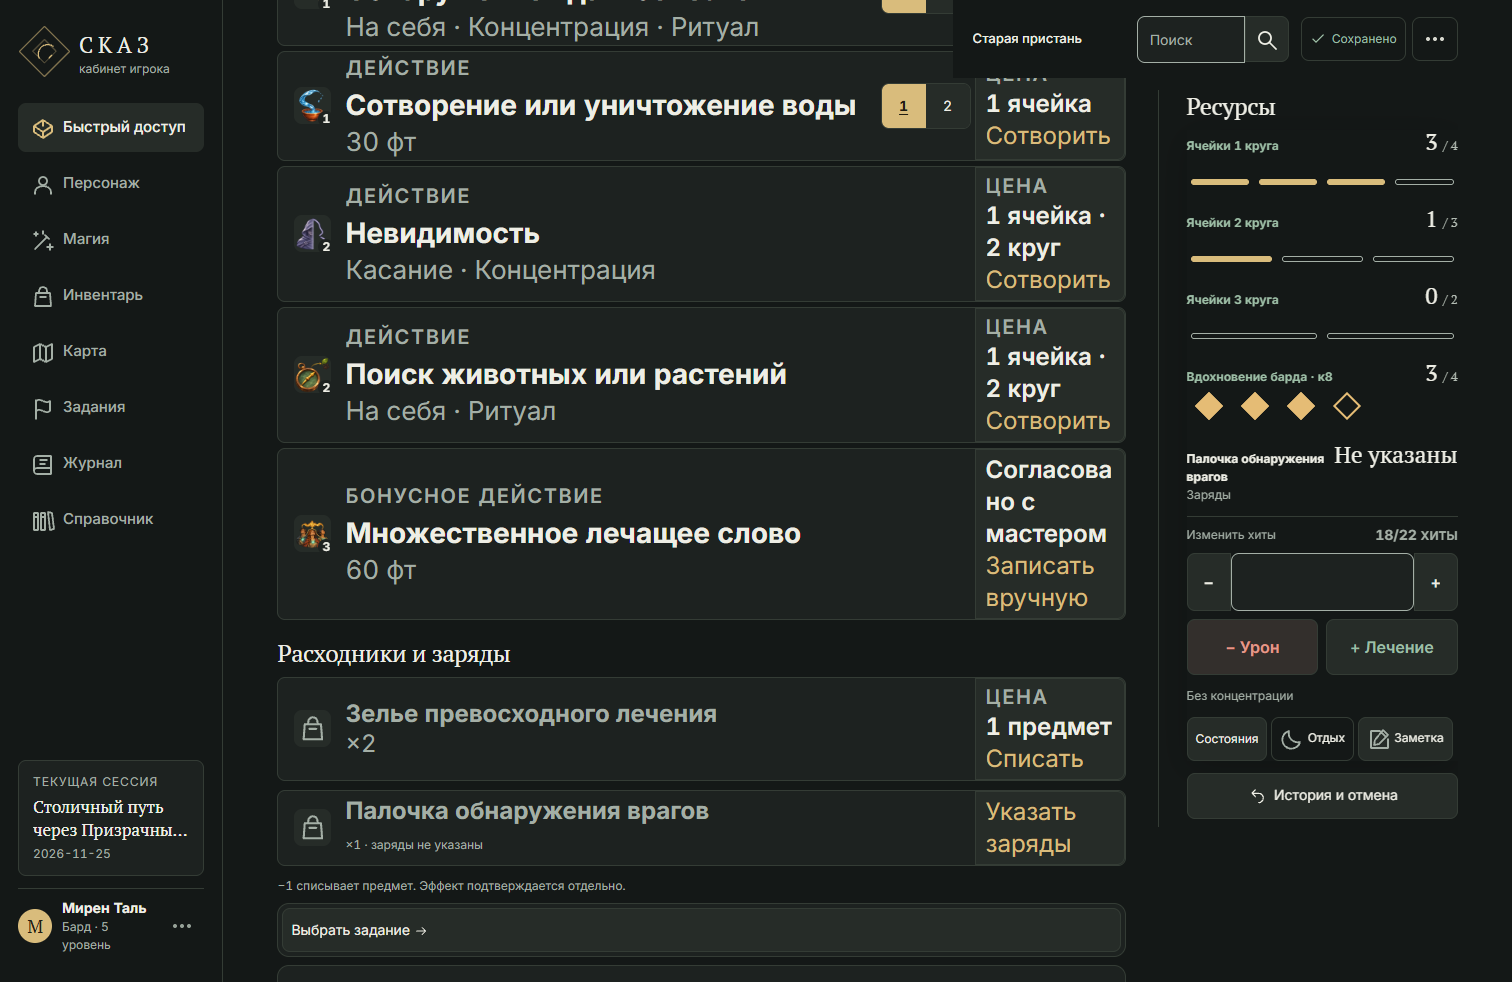 СКАЗ
кабинет игрока
Быстрый доступ
Персонаж
Магия
Инвентарь
Карта
Задания
Журнал
Справочник
ТЕКУЩАЯ СЕССИЯ
Столичный путь
через Призрачны...
2026-11-25
М
Мирен Таль
Бард · 5
уровень
1
На себя · Концентрация · Ритуал
ДЕЙСТВИЕ
Сотворение или уничтожение воды
30 фт
1
1
2
1 ячейка
Сотворить
ДЕЙСТВИЕ
Невидимость
Касание · Концентрация
2
ЦЕНА
1 ячейка ·
2 круг
Сотворить
ДЕЙСТВИЕ
Поиск животных или растений
На себя · Ритуал
2
ЦЕНА
1 ячейка ·
2 круг
Сотворить
БОНУСНОЕ ДЕЙСТВИЕ
Множественное лечащее слово
60 фт
3
Согласова
но с
мастером
Записать
вручную
Расходники и заряды
Зелье превосходного лечения
×2
ЦЕНА
1 предмет
Списать
Палочка обнаружения врагов
×1 · заряды не указаны
Указать
заряды
−1 списывает предмет. Эффект подтверждается отдельно.
Выбрать задание →
Старая пристань
Поиск
Сохранено
Ресурсы
Ячейки 1 круга
3 / 4
Ячейки 2 круга
1 / 3
Ячейки 3 круга
0 / 2
Вдохновение барда · к8
3 / 4
Палочка обнаружения
врагов
Не указаны
Заряды
Изменить хиты
18/22 хиты
−
+
− Урон
+ Лечение
Без концентрации
Состояния
Отдых
Заметка
История и отмена